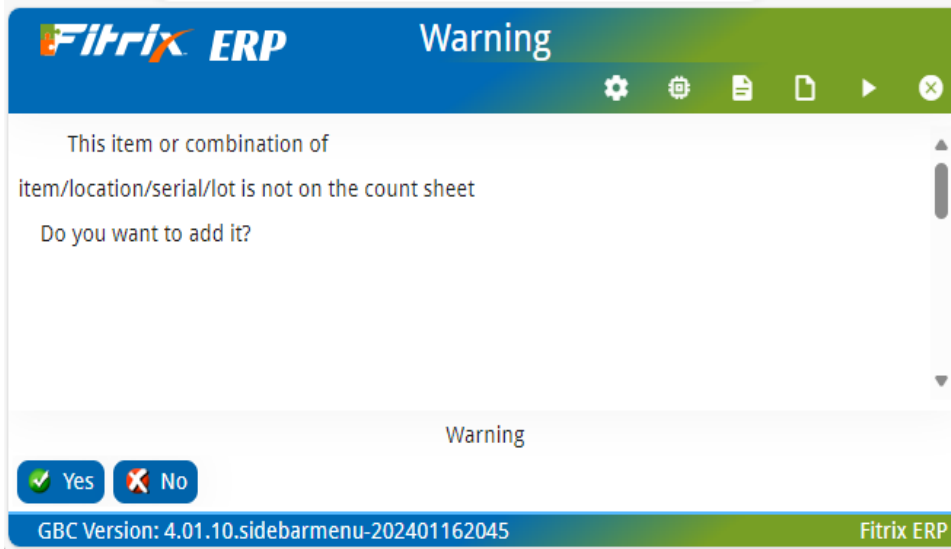 Fitrix ERP Warning
This item or combination of
item/location/serial/lot is not on the count sheet
Do you want to add it?
Warning
Yes No
GBC Version: 4.01.10.sidebarmenu-202401162045 Fitrix ERP